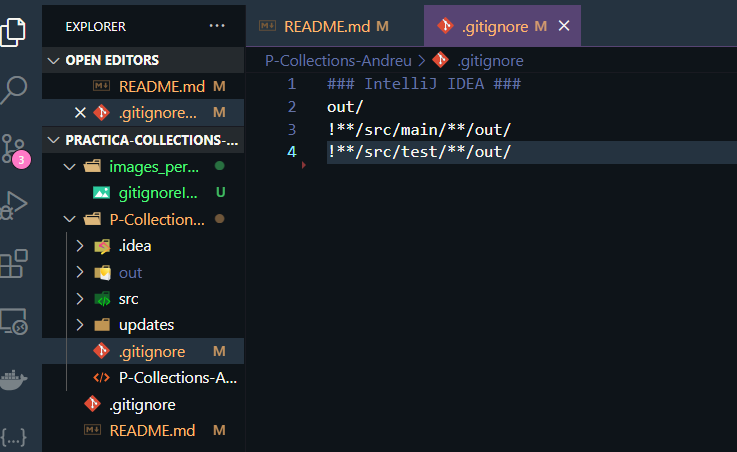 EXPLORER
OPEN EDITORS
README.md M
.gitignore... M
PRACTICA-COLLECTIONS-...
images_per...
gitignoreI... U
P-Collection...
.idea
out
src
updates
.gitignore M
P-Collections-A...
.gitignore
README.md M
3
{...}
README.md M
.gitignore M
P-Collections-Andreu > .gitignore
1 ### IntelliJ IDEA ###
2 out/
3 !**/src/main/**/out/
4 !**/src/test/**/out/